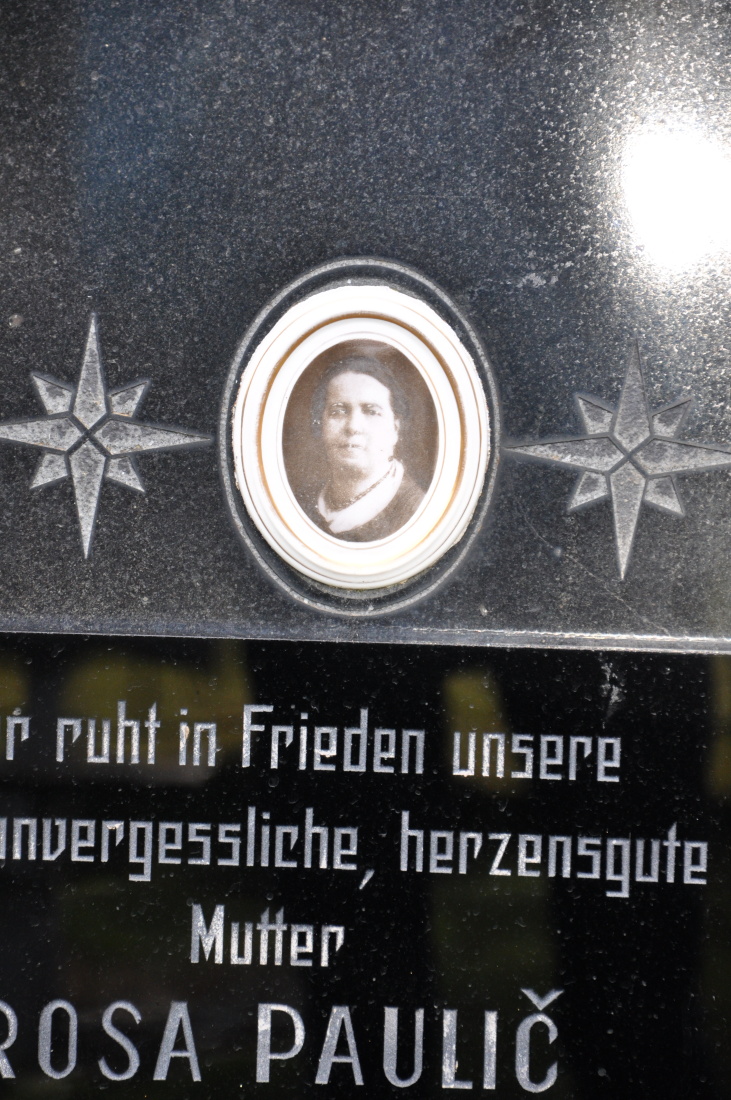 r ruht in Frieden unsere
unvergessliche, herzensgute
Mutter
ROSA PAULIČ